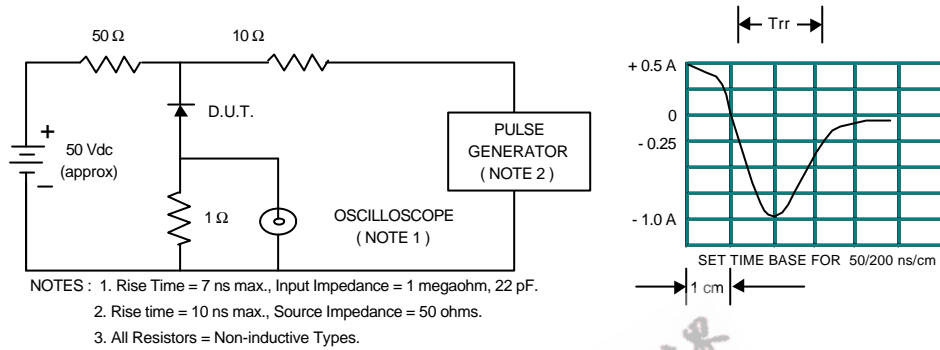 50 Ω
10 Ω
D.U.T.
+
50 Vdc
(approx)
−
1 Ω
OSCILLOSCOPE
( NOTE 1 )
PULSE
GENERATOR
( NOTE 2 )
Trr
+ 0.5 A
0
- 0.25
- 1.0 A
SET TIME BASE FOR 50/200 ns/cm
1 cm
NOTES : 1. Rise Time = 7 ns max., Input Impedance = 1 megaohm, 22 pF.
2. Rise time = 10 ns max., Source Impedance = 50 ohms.
3. All Resistors = Non-inductive Types.